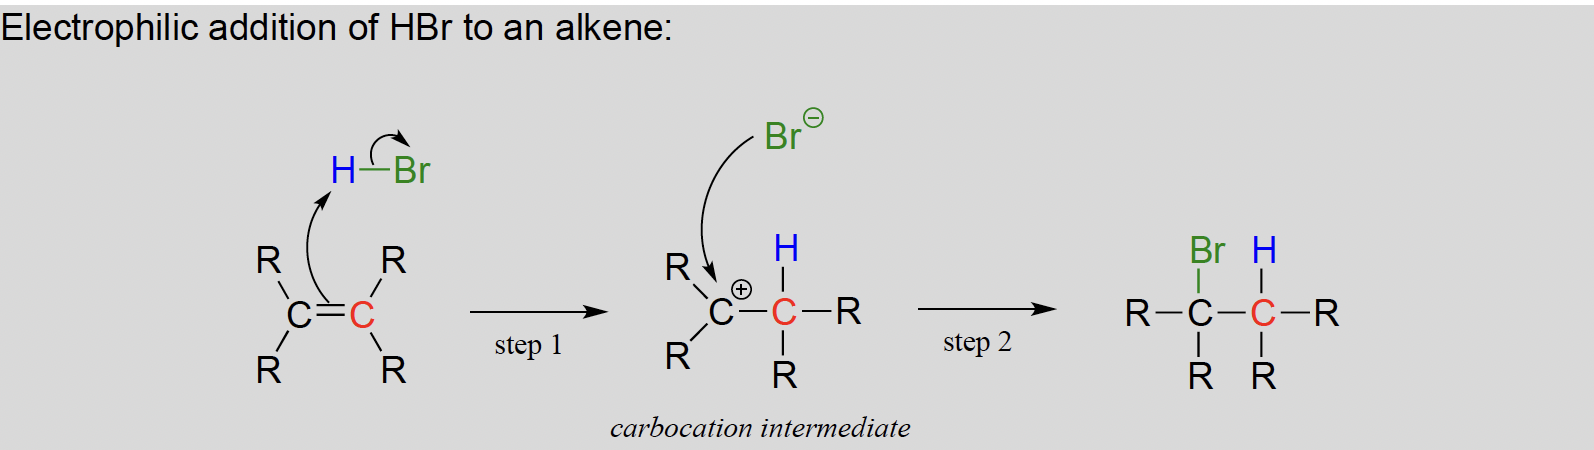 Electrophilic addition of HBr to an alkene:
Br⊖
H—Br
H
Br H
R R
R ⊕
R
C=C
C—C—R
R—C—C—R
step 1
step 2
R R
R
R
R R
carbocation intermediate